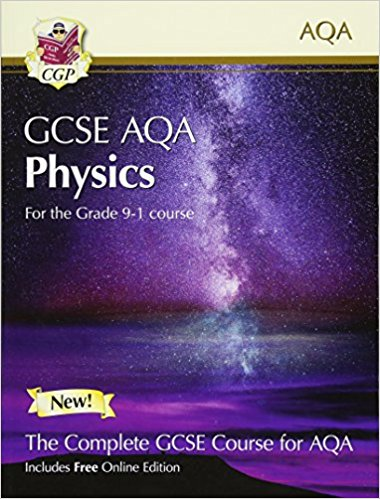 AQA
CGP
GCSE AQA
Physics
For the Grade 9-1 course
New!
The Complete GCSE Course for AQA
Includes Free Online Edition